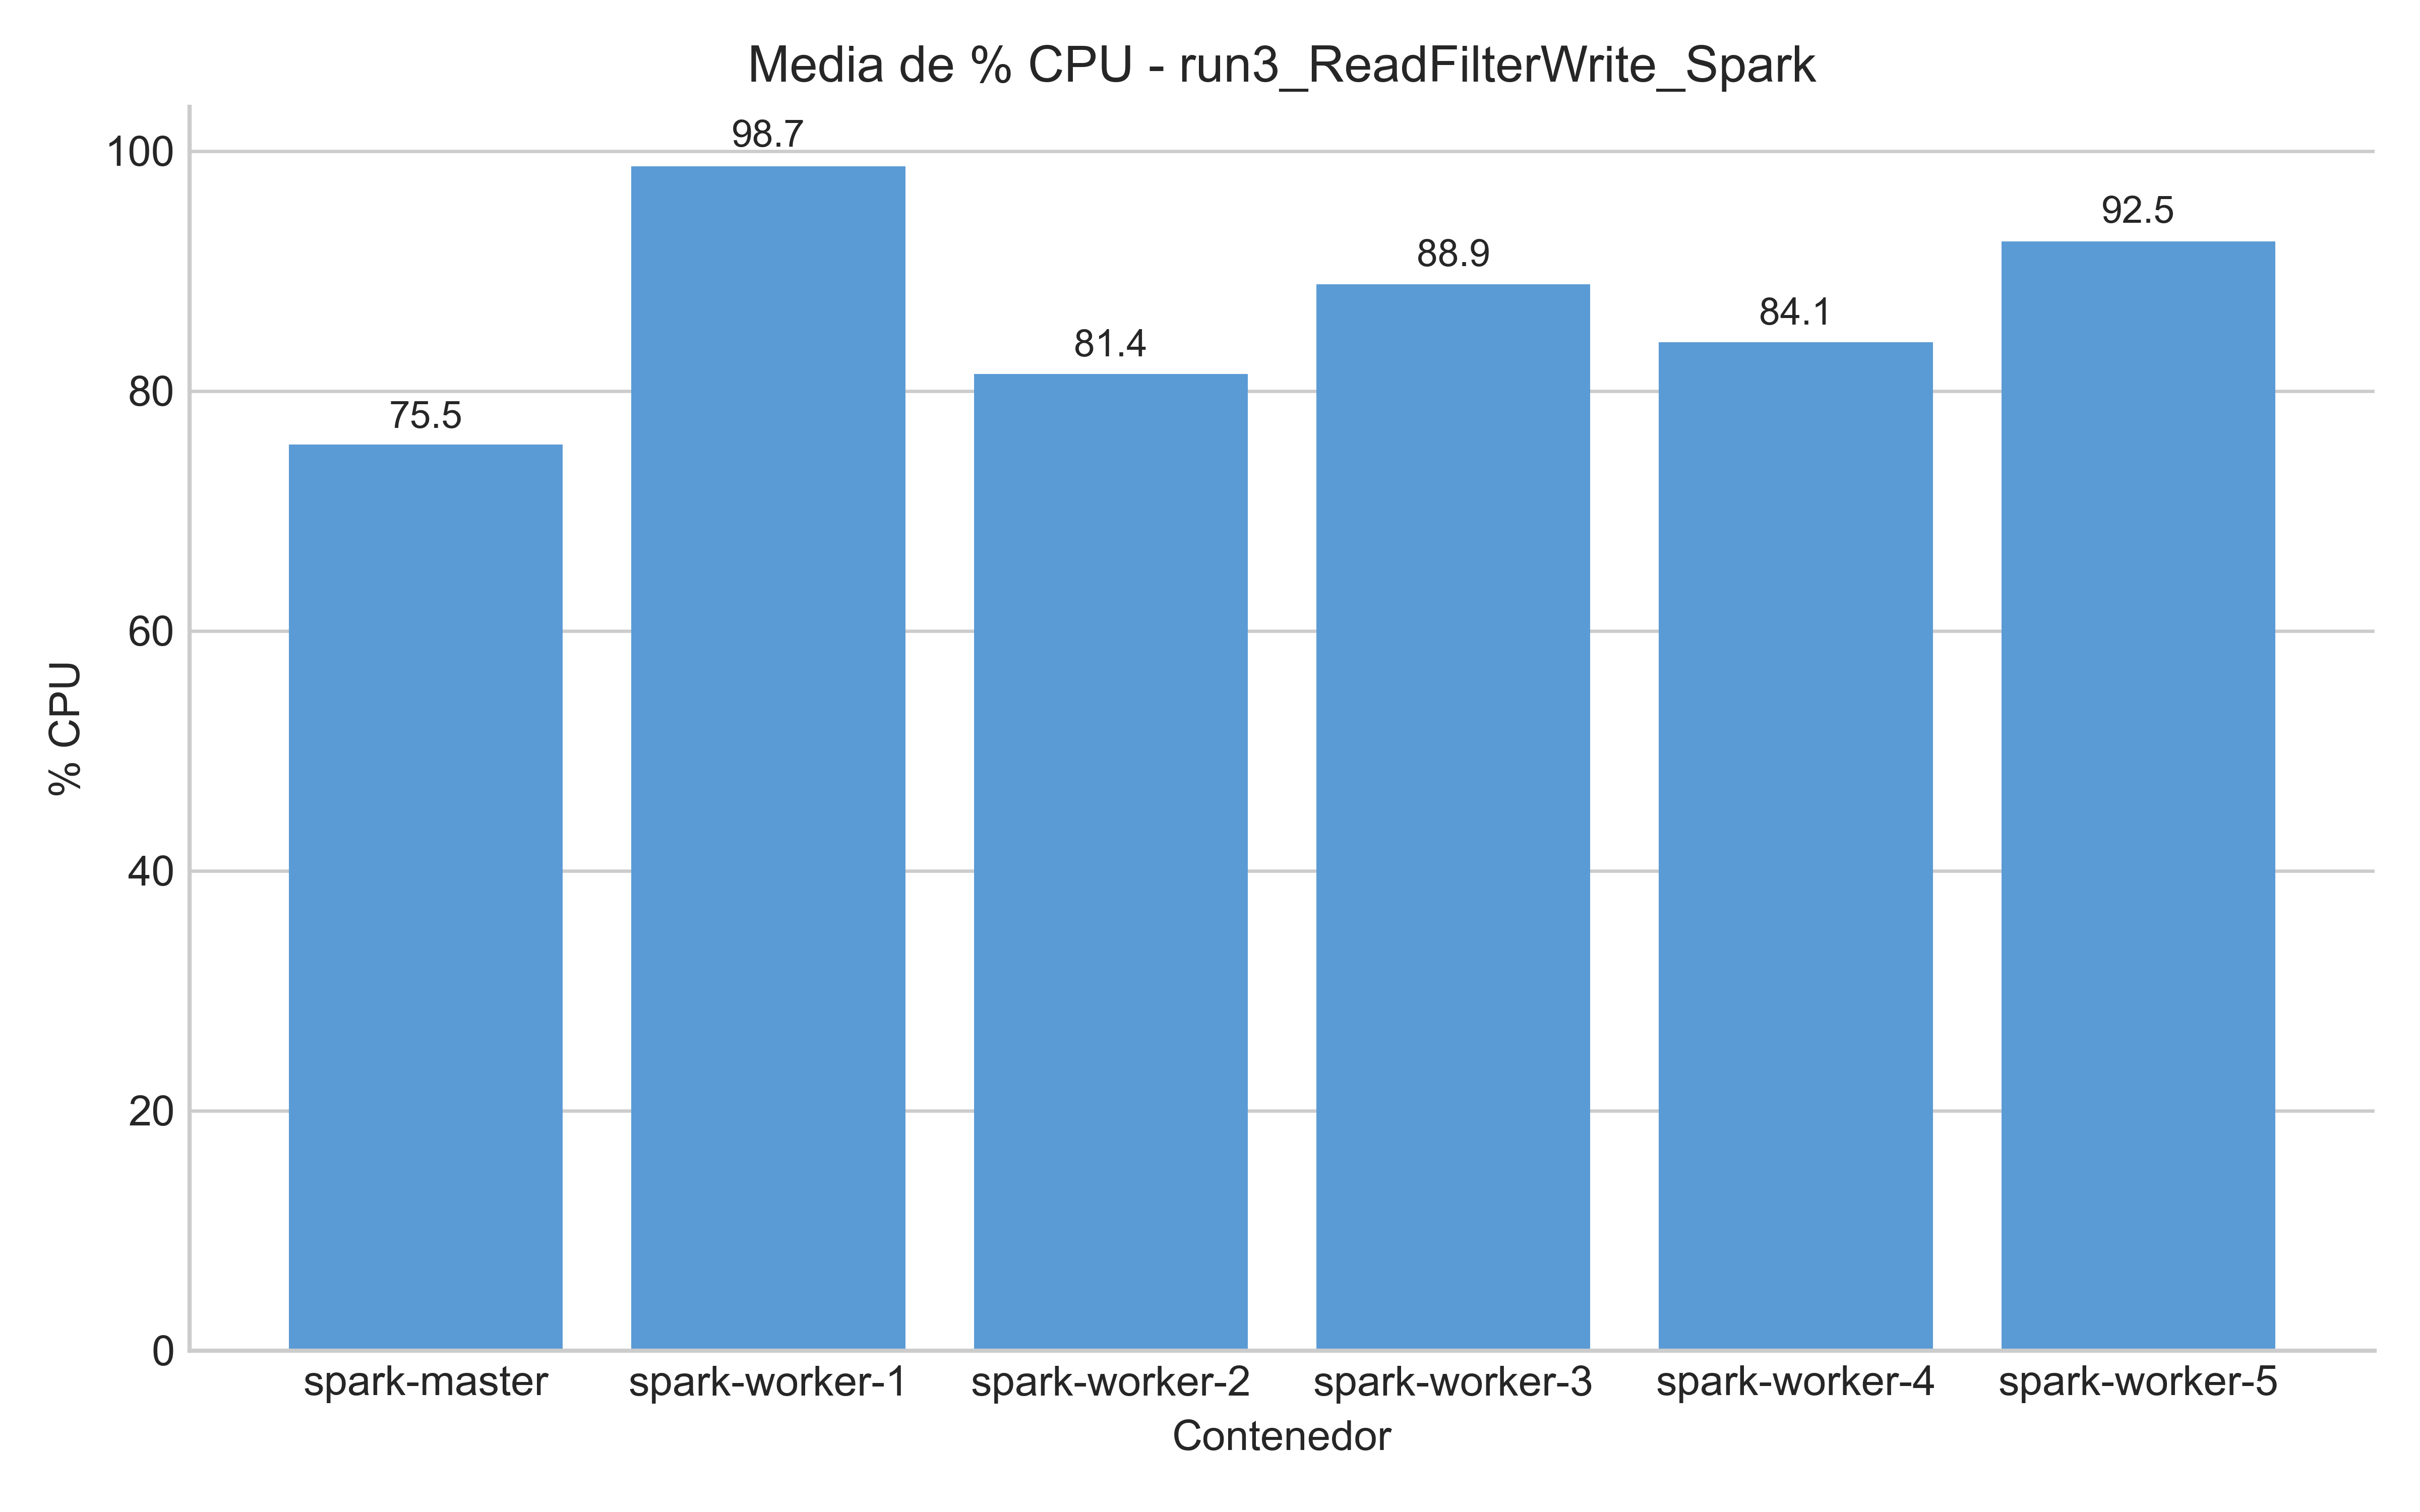 Media de % CPU - run3_ReadFilterWrite_Spark
100
80
60
40
20
0
% CPU
75.5
98.7
81.4
88.9
84.1
92.5
spark-master
spark-worker-1
spark-worker-2
spark-worker-3
spark-worker-4
spark-worker-5
Contenedor